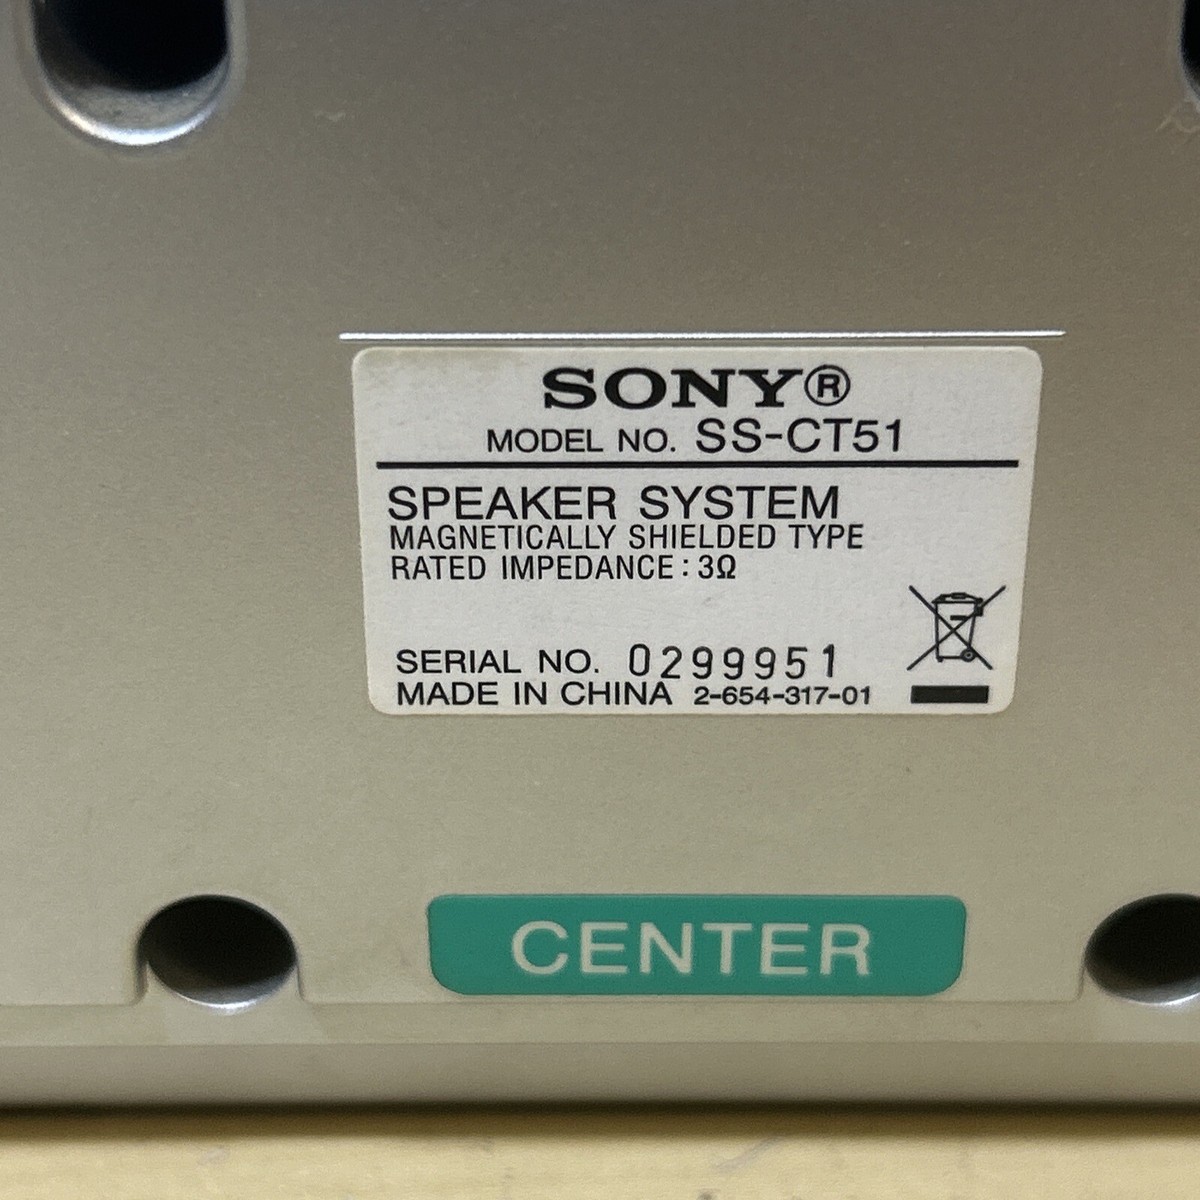 SONY®
MODEL NO. SS-CT51
SPEAKER SYSTEM
MAGNETICALLY SHIELDED TYPE
RATED IMPEDANCE : 3Ω
SERIAL NO. 0299951
MADE IN CHINA 2-654-317-01
CENTER